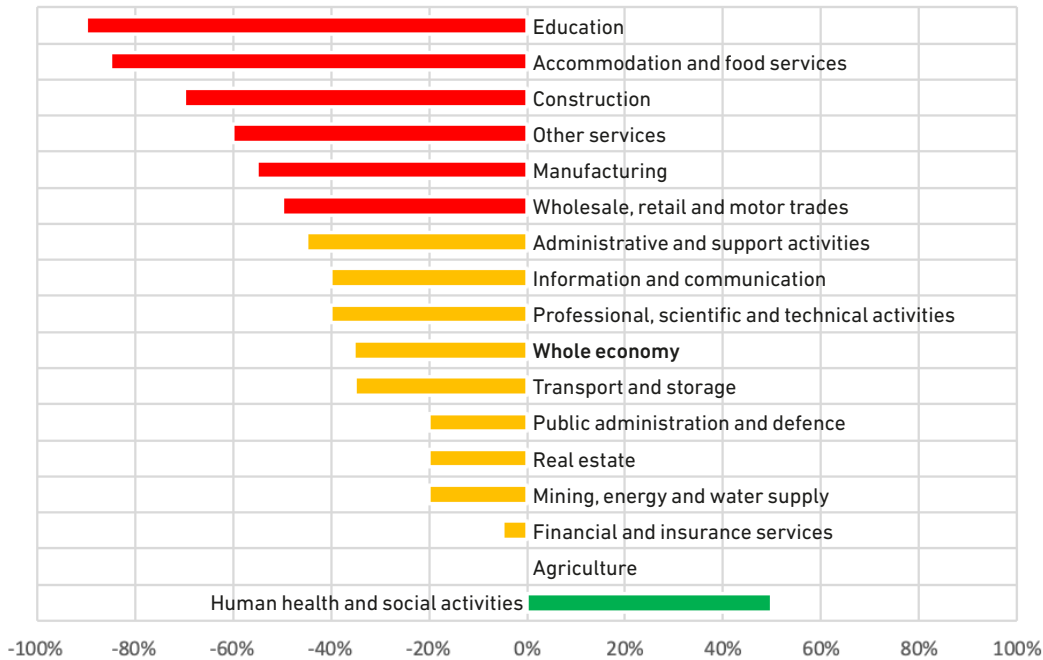 Education
Accommodation and food services
Construction
Other services
Manufacturing
Wholesale, retail and motor trades
Administrative and support activities
Information and communication
Professional, scientific and technical activities
Whole economy
Transport and storage
Public administration and defence
Real estate
Mining, energy and water supply
Financial and insurance services
Agriculture
Human health and social activities
-100% -80% -60% -40% -20% 0% 20% 40% 60% 80% 100%